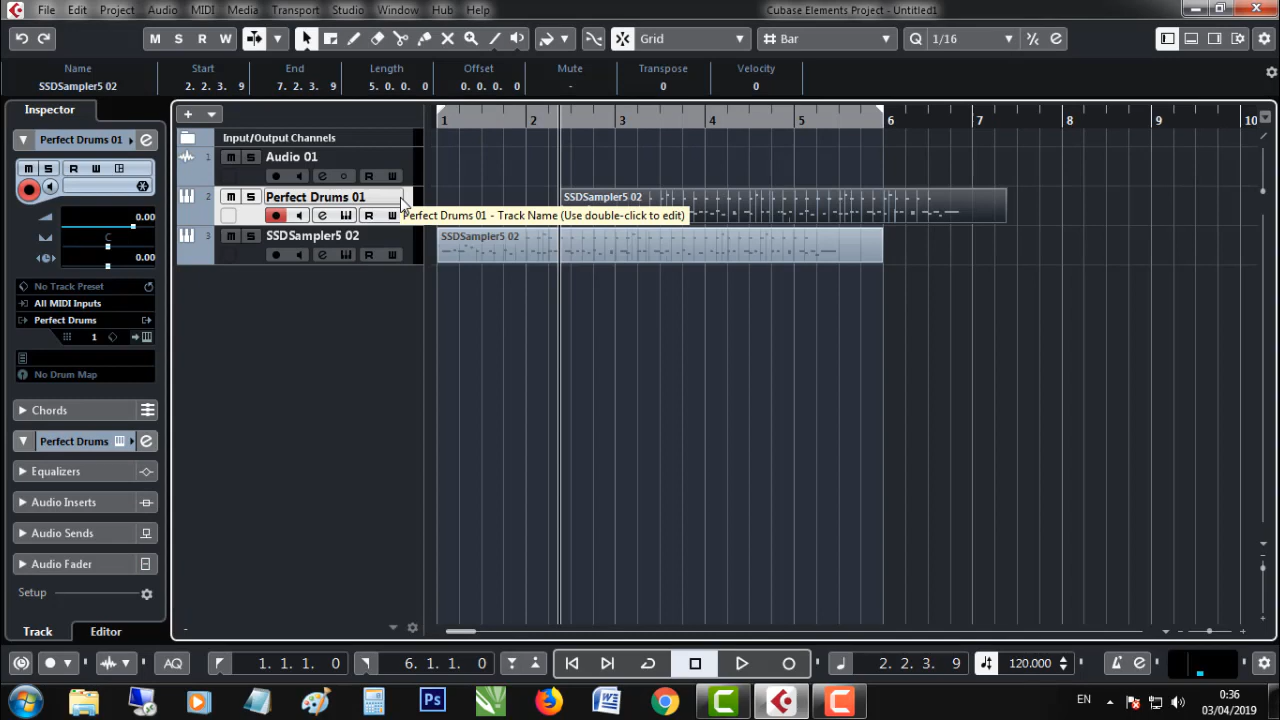 File Edit Project Audio MIDI Media Transport Studio Window Hub Help
Cubase Elements Project - Untitled1
M S R W
Grid
Bar
Q 1/16
Name Start End Length Offset Mute Transpose Velocity
SSDSampler5 02 2. 2. 3. 9 7. 2. 3. 9 5. 0. 0. 0 0. 0. 0. 0 - 0 0
Inspector
Perfect Drums 01
M S R W
0.00
C
0.00
No Track Preset
All MIDI Inputs
Perfect Drums
1
No Drum Map
Chords
Perfect Drums
Equalizers
Audio Inserts
Audio Sends
Audio Fader
Setup
Track Editor
1 2 3 4 5 6 7 8 9 10
Input/Output Channels
1 M S Audio 01
R W
2 M S Perfect Drums 01
R W
SSDSampler5 02
Perfect Drums 01 - Track Name (Use double-click to edit)
3 M S SSDSampler5 02
R W
SSDSampler5 02
AQ
1. 1. 1. 0
6. 1. 1. 0
2. 2. 3. 9
120.000
Ps
EN
0:36
03/04/2019